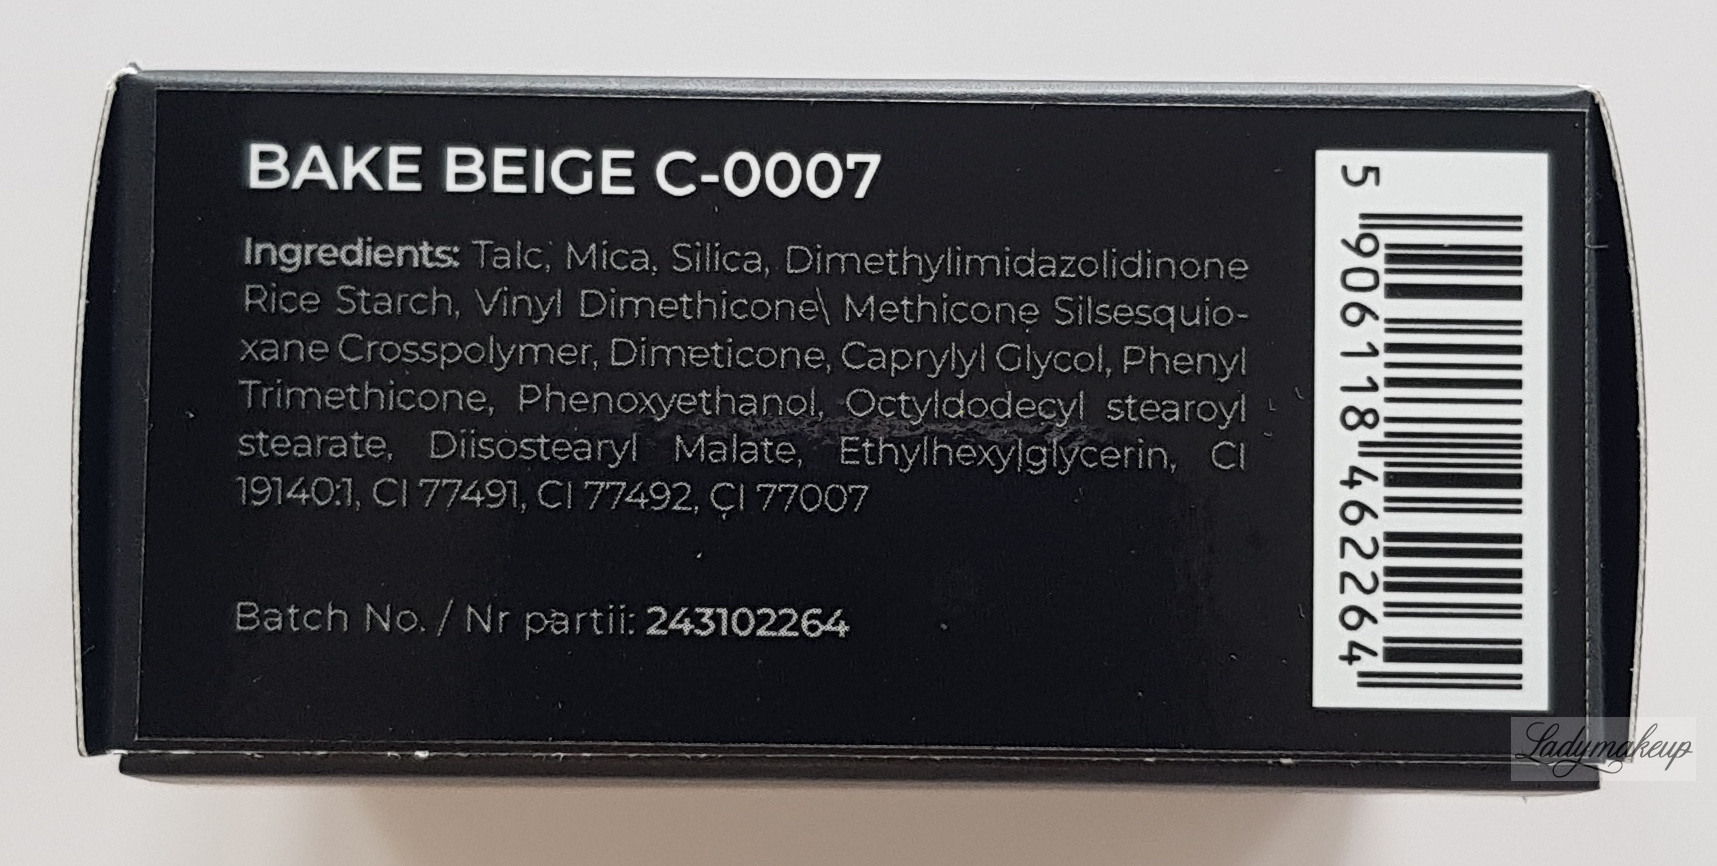 BAKE BEIGE C-0007
Ingredients: Talc, Mica, Silica, Dimethylimidazolidinone
Rice Starch, Vinyl Dimethicone\ Methicone Silsesquio-
xane Crosspolymer, Dimeticone, Caprylyl Glycol, Phenyl
Trimethicone, Phenoxyethanol, Octyldodecyl stearoyl
stearate, Diisostearyl Malate, Ethylhexylglycerin, CI
19140:1, CI 77491, CI 77492, CI 77007
Batch No. / Nr partii: 243102264
5 906118 462264
Ladymakeup